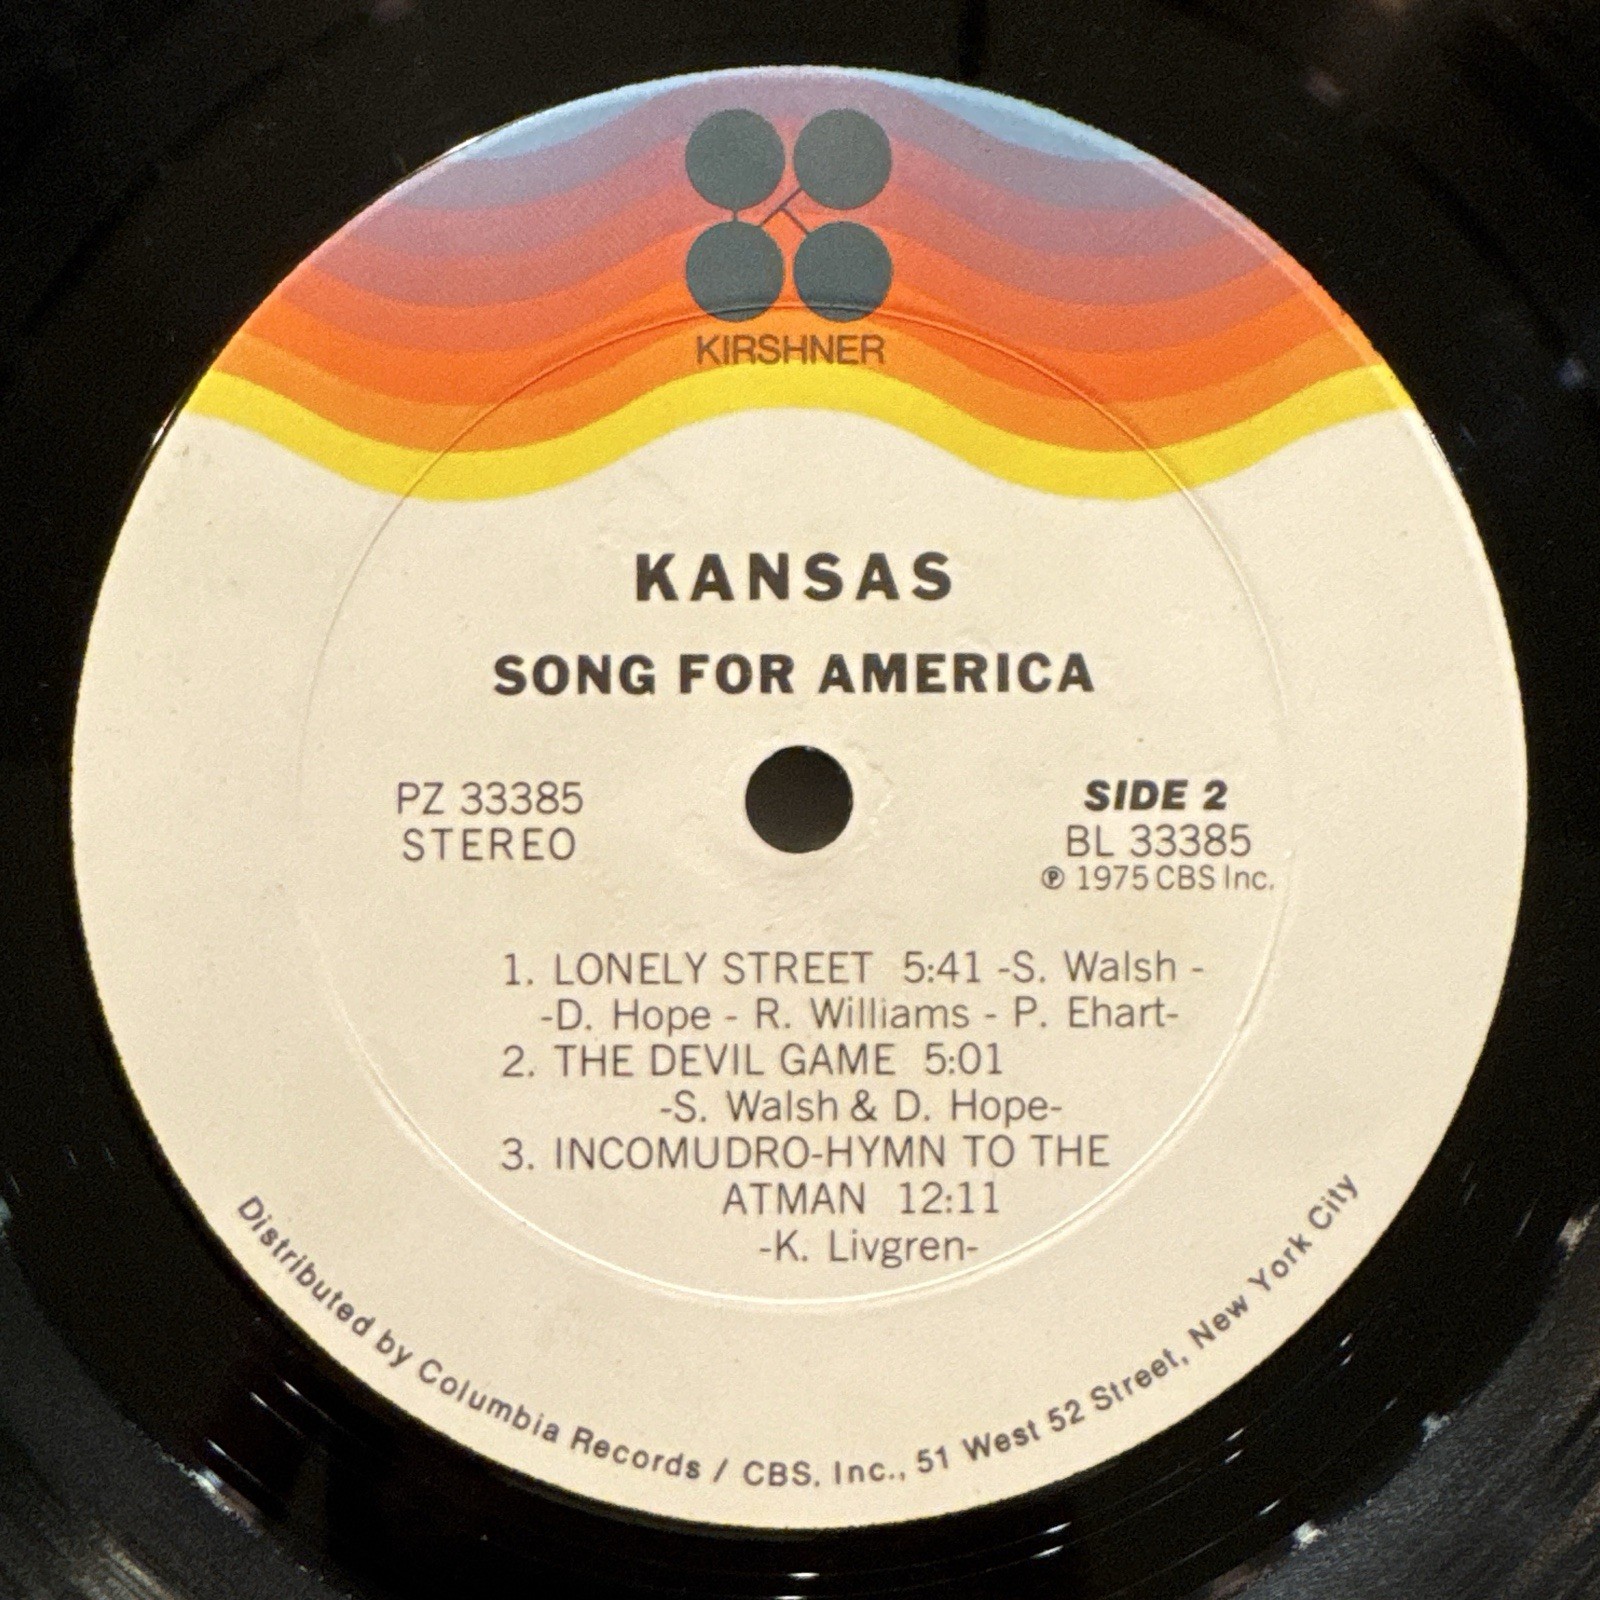 KIRSHNER
KANSAS
SONG FOR AMERICA
PZ 33385
STEREO
SIDE 2
BL 33385
℗ 1975 CBS Inc.
1. LONELY STREET 5:41 -S. Walsh -
-D. Hope - R. Williams - P. Ehart-
2. THE DEVIL GAME 5:01
-S. Walsh & D. Hope-
3. INCOMUDRO-HYMN TO THE
ATMAN 12:11
-K. Livgren-
Distributed by Columbia Records / CBS. Inc., 51 West 52 Street, New York City